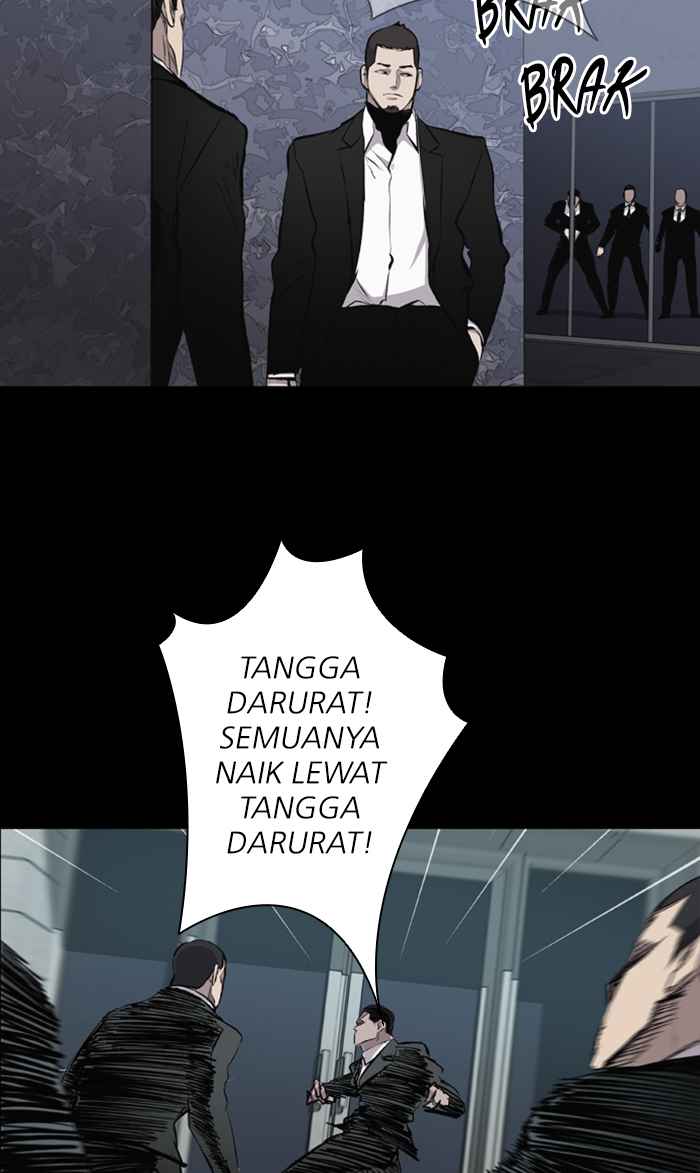 BRAK
BRAK
TANGGA
DARURAT!
SEMUANYA
NAIK LEWAT
TANGGA
DARURAT!